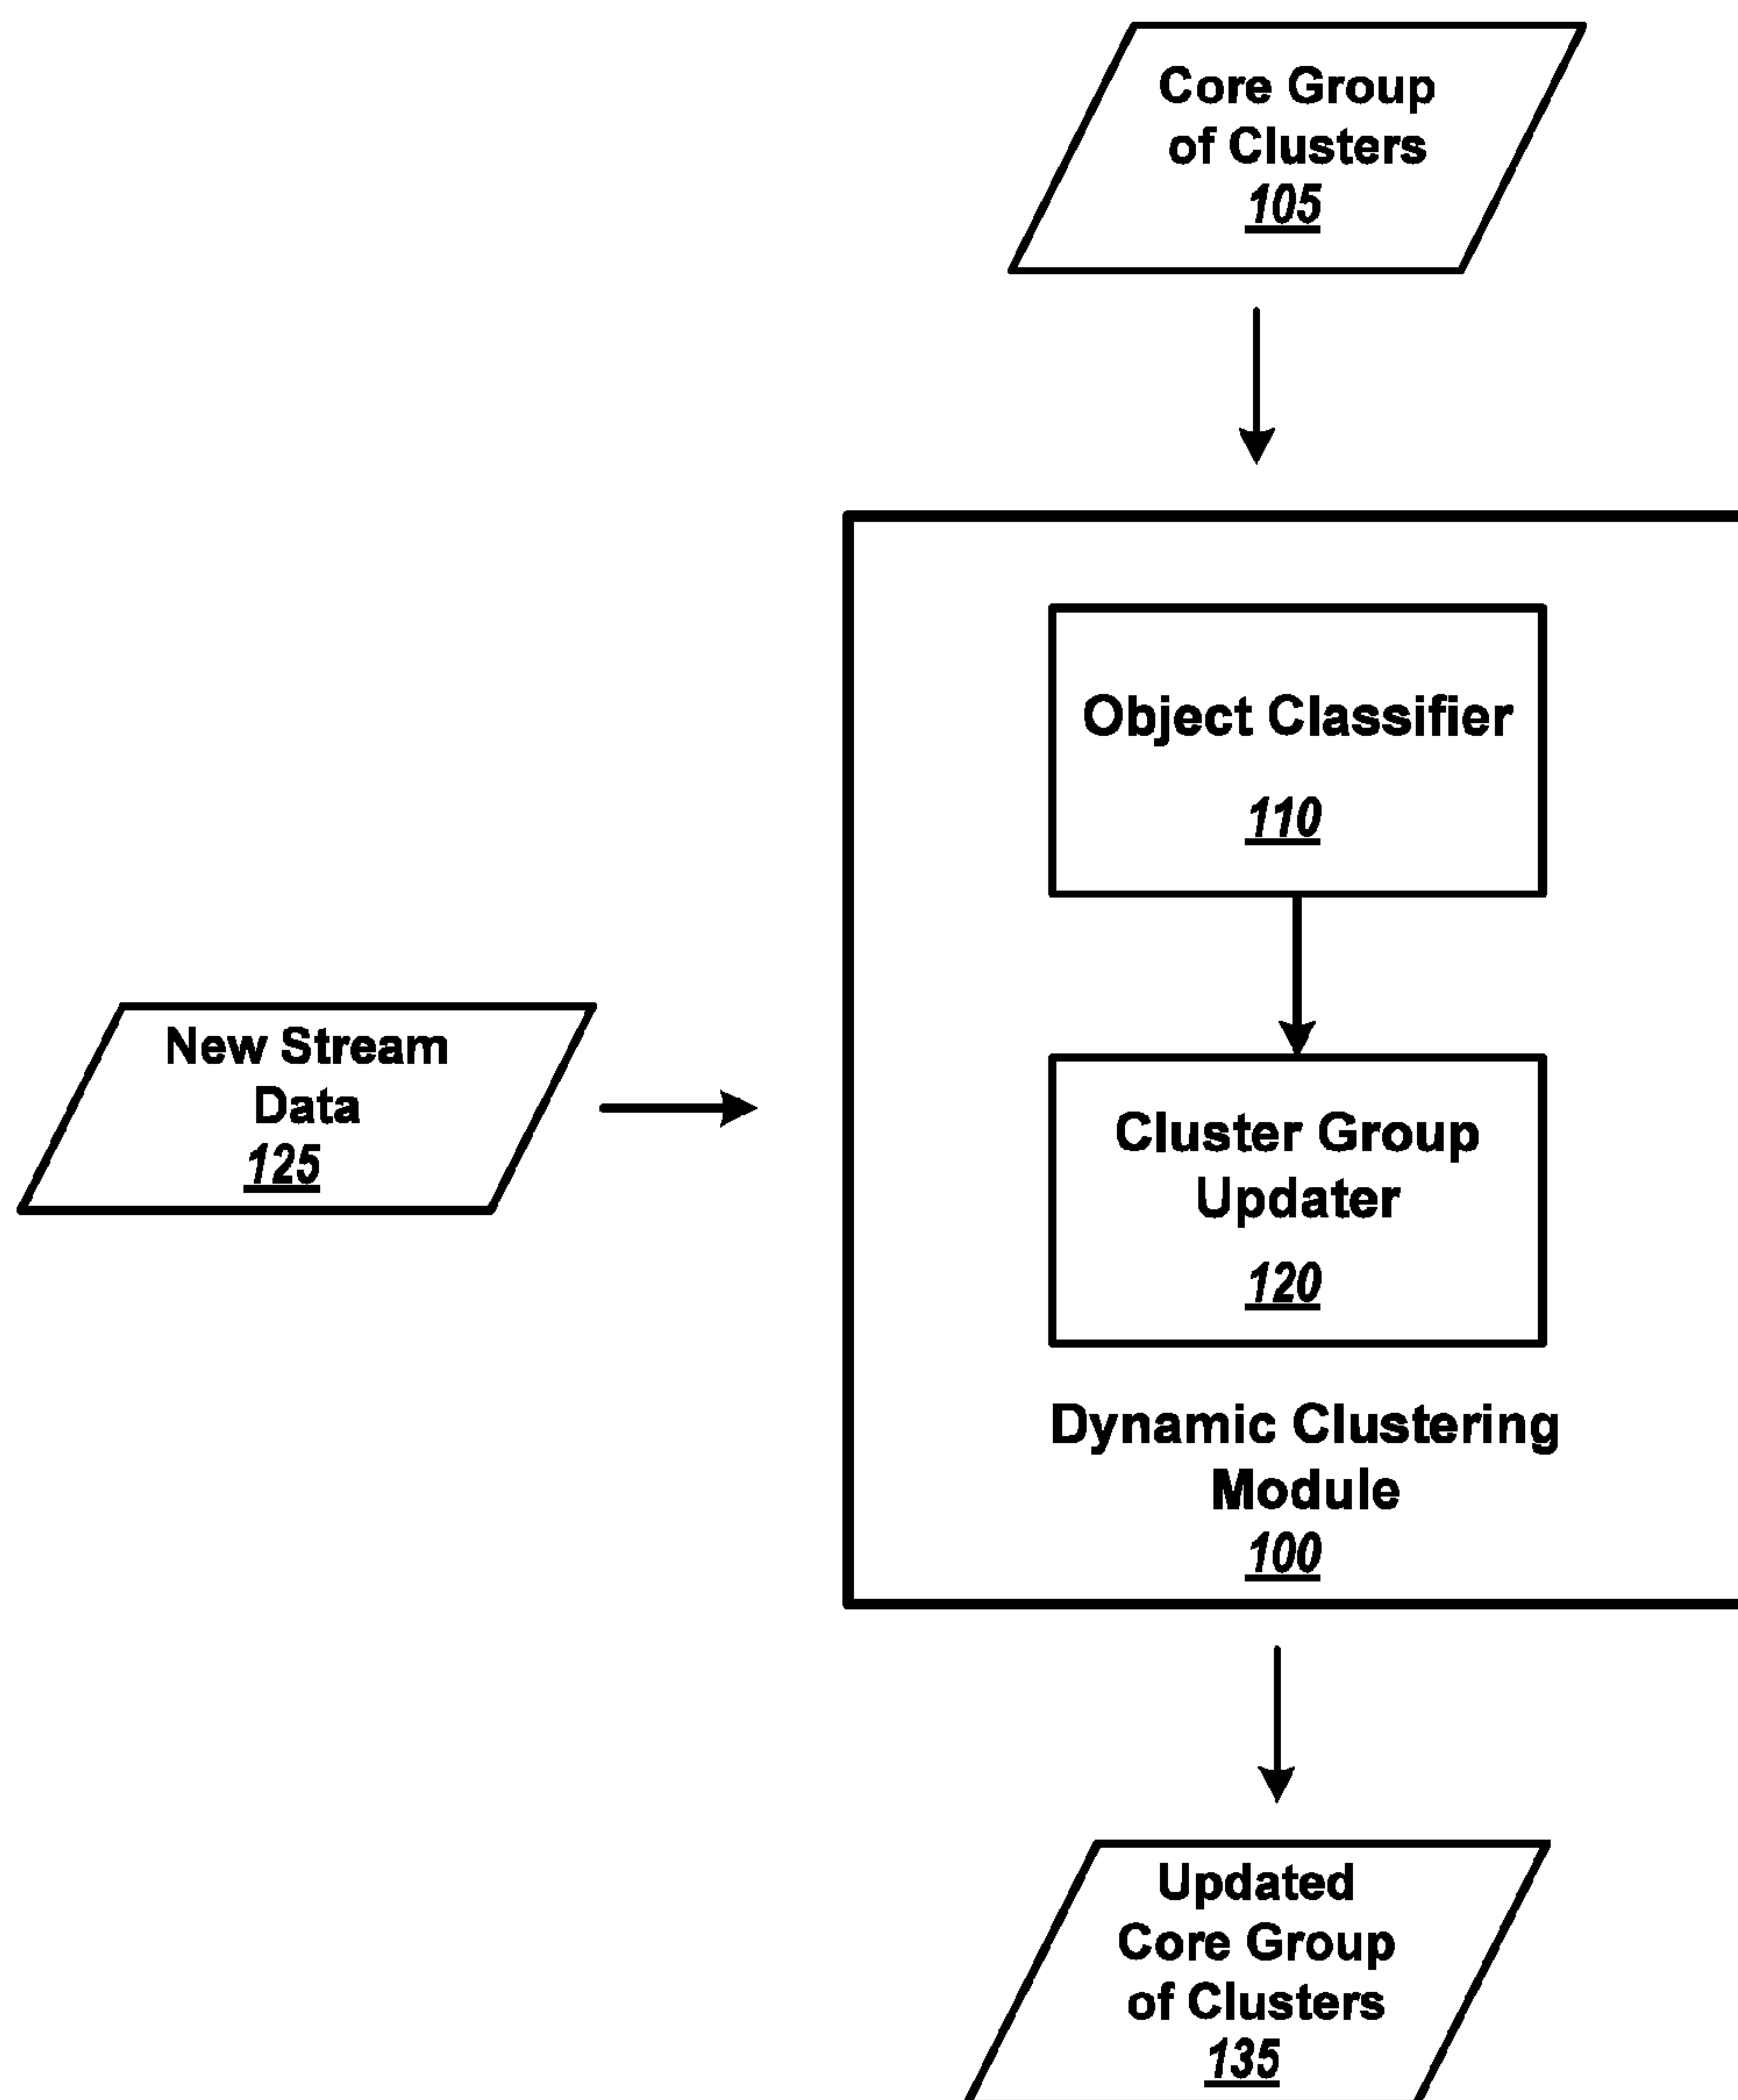 Core Group
of Clusters
105
Object Classifier
110
New Stream
Data
125
Cluster Group
Updater
120
Dynamic Clustering
Module
100
Updated
Core Group
of Clusters
135